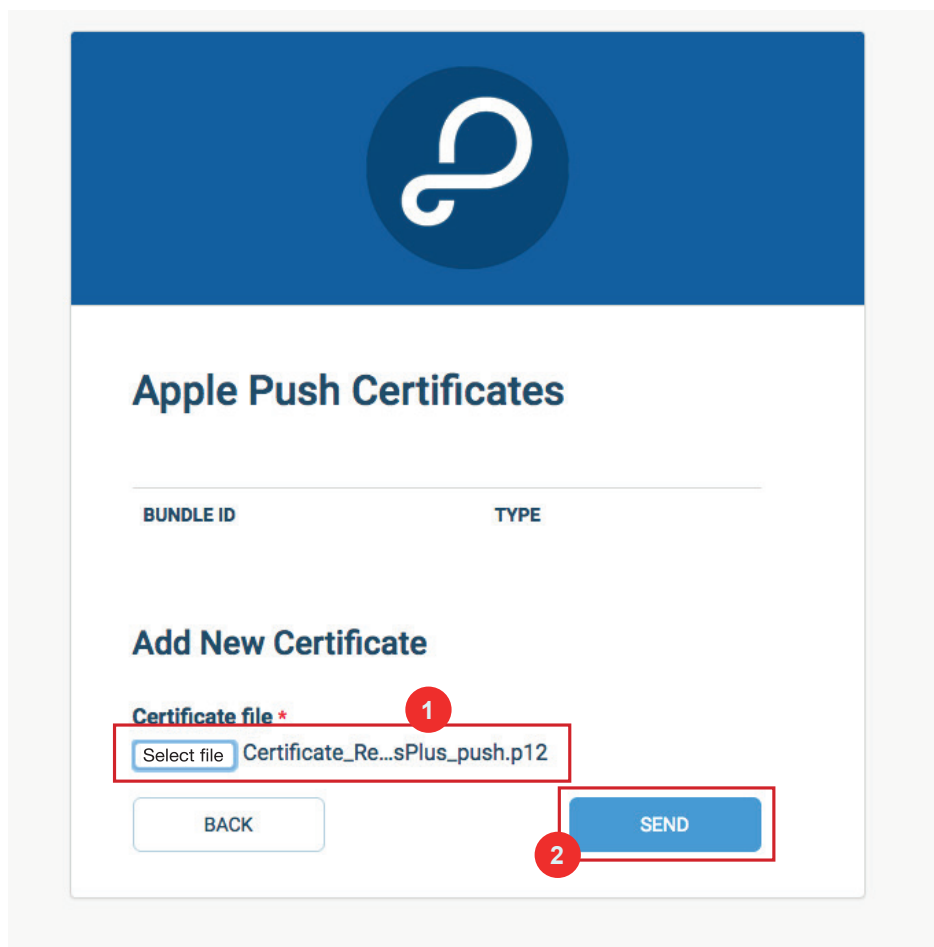 Apple Push Certificates
BUNDLE ID TYPE
Add New Certificate
Certificate file *
1
Select file Certificate_Re...sPlus_push.p12
BACK SEND
2